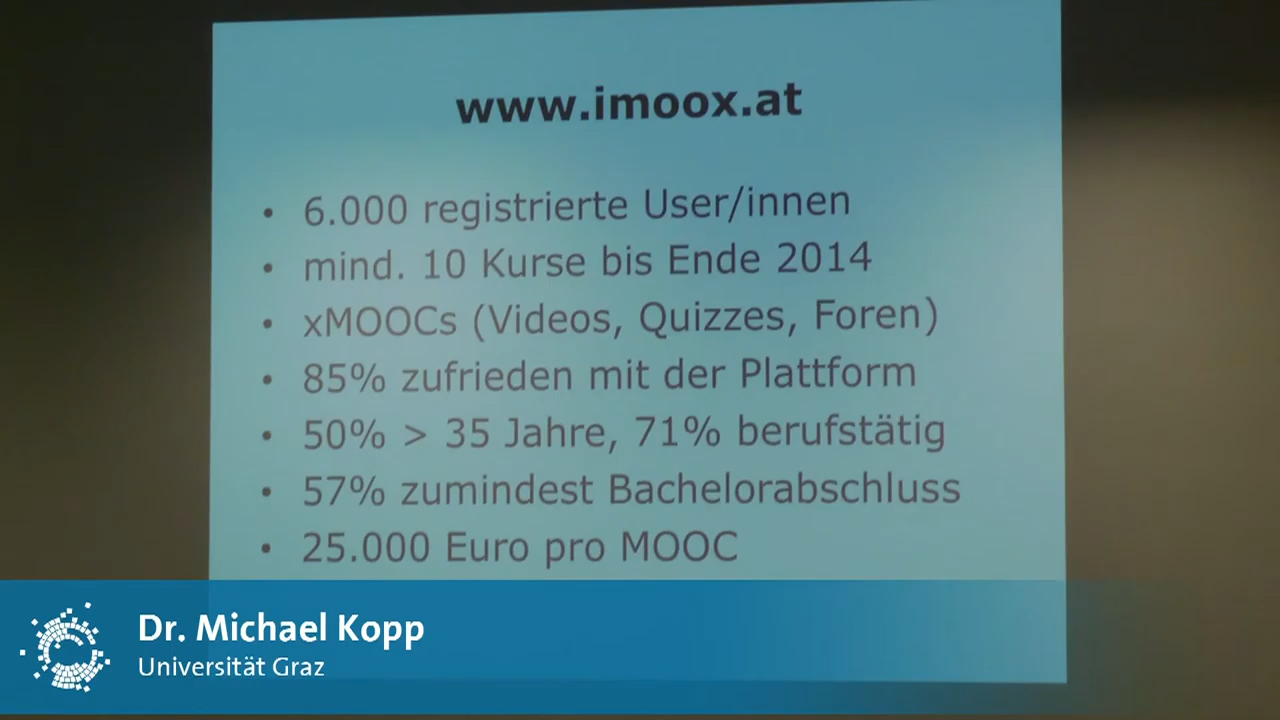 www.imoox.at
• 6.000 registrierte User/innen
• mind. 10 Kurse bis Ende 2014
• xMOOCs (Videos, Quizzes, Foren)
• 85% zufrieden mit der Plattform
• 50% > 35 Jahre, 71% berufstätig
• 57% zumindest Bachelorabschluss
• 25.000 Euro pro MOOC
Dr. Michael Kopp
Universität Graz